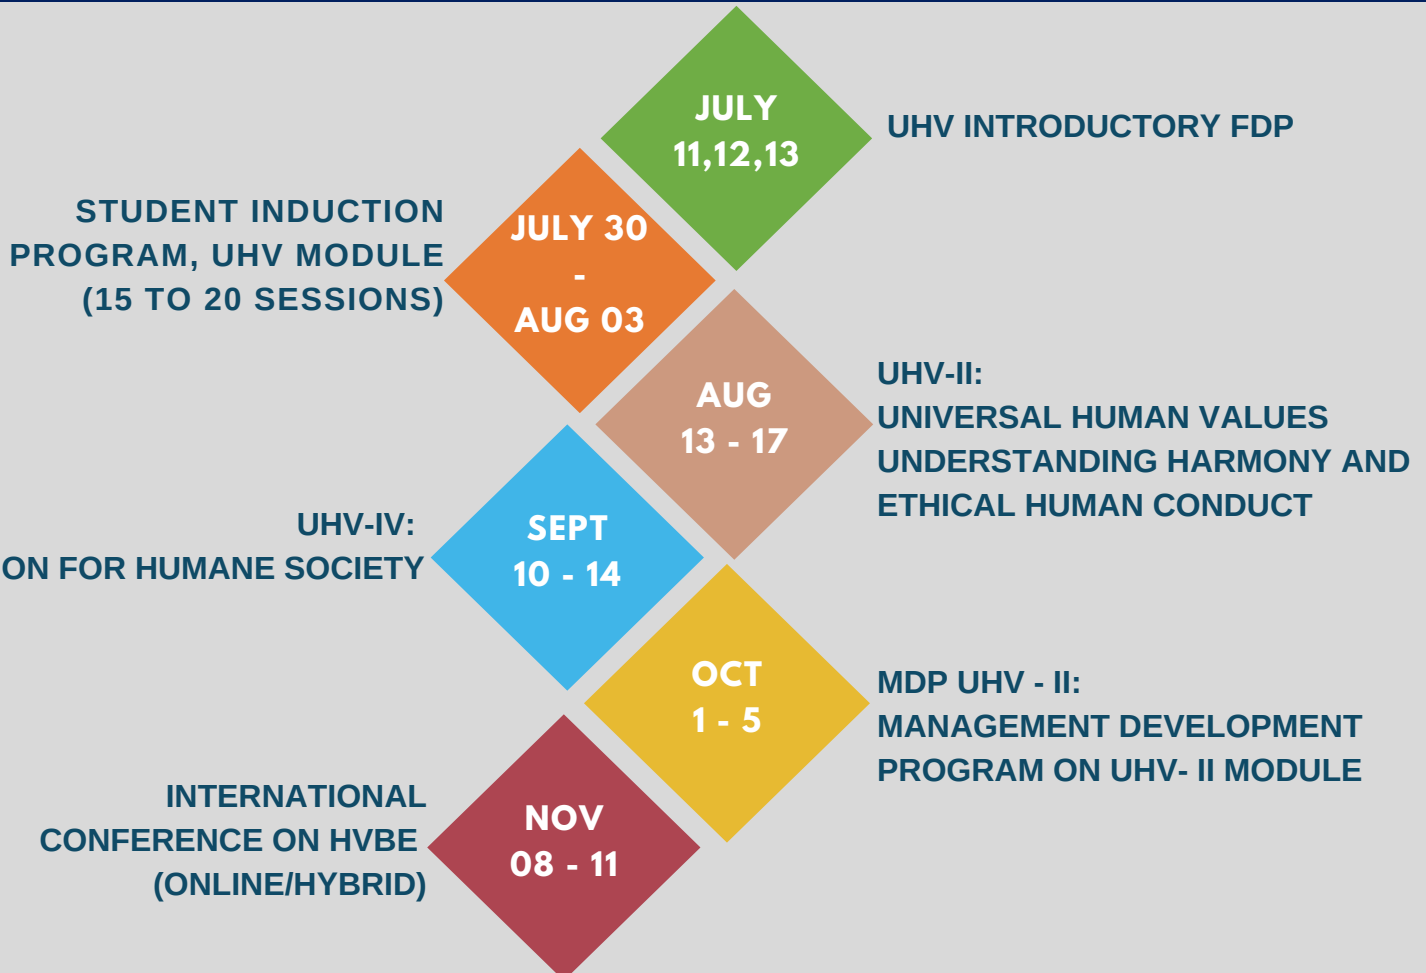 JULY
11,12,13
UHV INTRODUCTORY FDP
STUDENT INDUCTION
PROGRAM, UHV MODULE
(15 TO 20 SESSIONS)
JULY 30
-
AUG 03
AUG
13 - 17
UHV-II:
UNIVERSAL HUMAN VALUES
UNDERSTANDING HARMONY AND
ETHICAL HUMAN CONDUCT
UHV-IV:
FOR HUMANE SOCIETY
SEPT
10 - 14
OCT
1 - 5
MDP UHV - II:
MANAGEMENT DEVELOPMENT
PROGRAM ON UHV- II MODULE
INTERNATIONAL
CONFERENCE ON HVBE
(ONLINE/HYBRID)
NOV
08 - 11